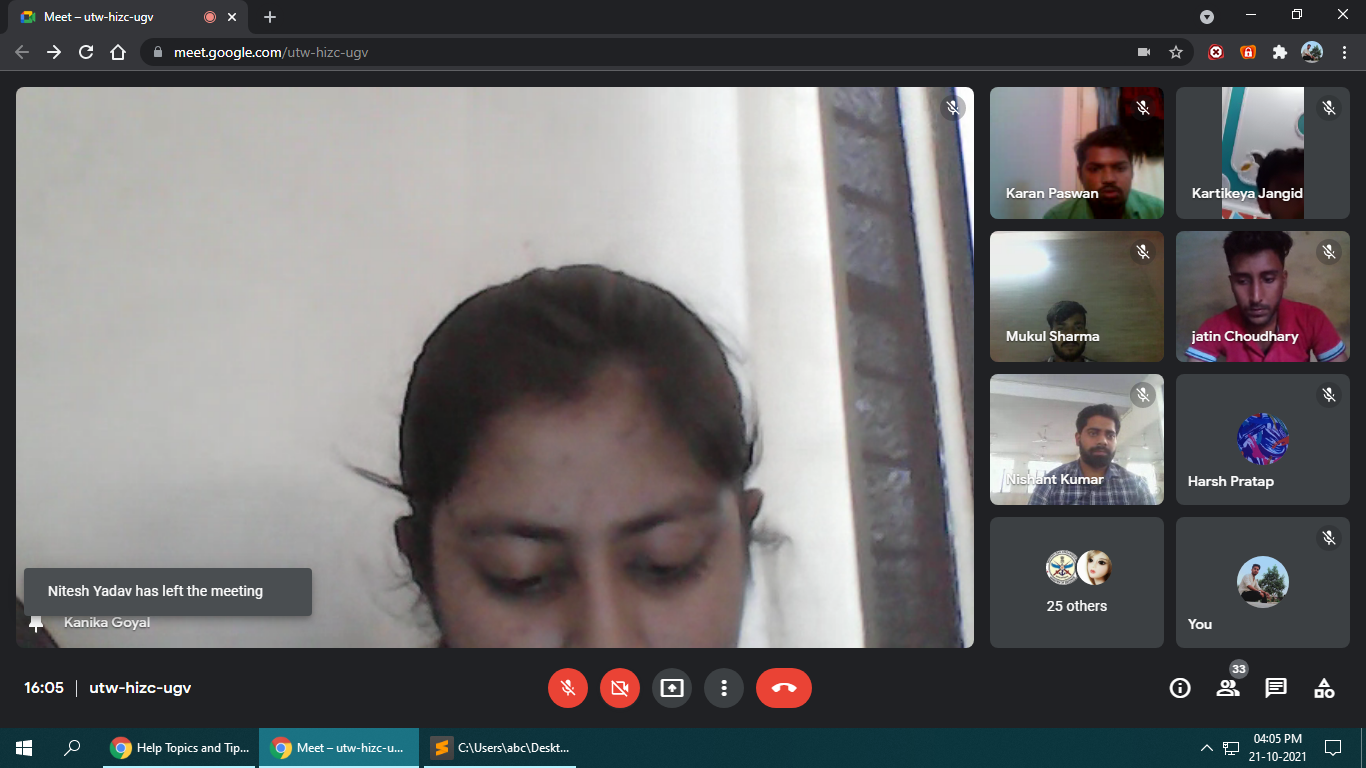 Meet – utw-hizc-ugv
meet.google.com/utw-hizc-ugv
Karan Paswan
Kartikeya Jangid
Mukul Sharma
jatin Choudhary
Nishant Kumar
Harsh Pratap
25 others
You
Nitesh Yadav has left the meeting
Kanika Goyal
16:05 | utw-hizc-ugv
33
Help Topics and Tip...
Meet – utw-hizc-u...
C:\Users\abc\Deskt...
04:05 PM
21-10-2021